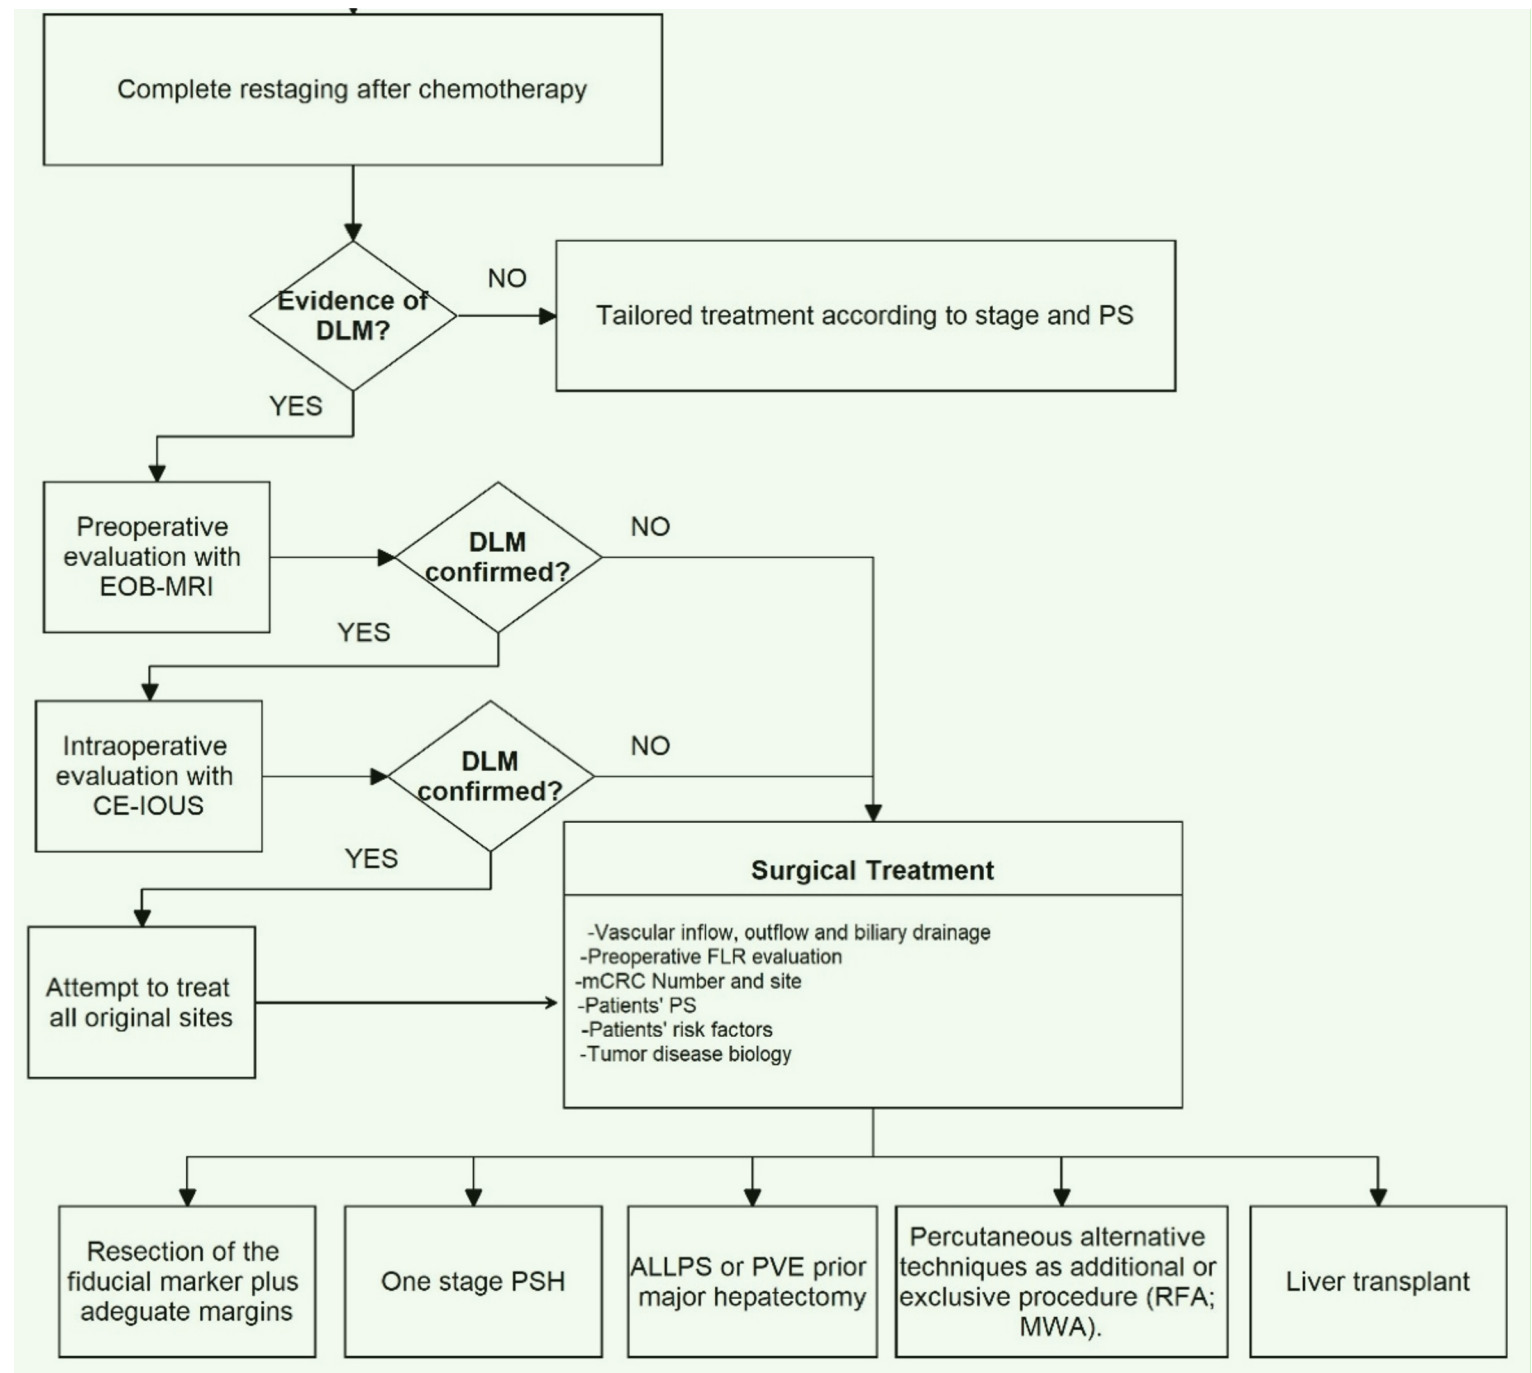 Complete restaging after chemotherapy
Evidence of
DLM?
NO
Tailored treatment according to stage and PS
YES
Preoperative
evaluation with
EOB-MRI
DLM
confirmed?
NO
YES
Intraoperative
evaluation with
CE-IOUS
DLM
confirmed?
NO
YES
Attempt to treat
all original sites
Surgical Treatment
-Vascular inflow, outflow and biliary drainage
-Preoperative FLR evaluation
-mCRC Number and site
-Patients' PS
-Patients' risk factors
-Tumor disease biology
Resection of the
fiducial marker plus
adeguate margins
One stage PSH
ALLPS or PVE prior
major hepatectomy
Percutaneous alternative
techniques as additional or
exclusive procedure (RFA;
MWA).
Liver transplant